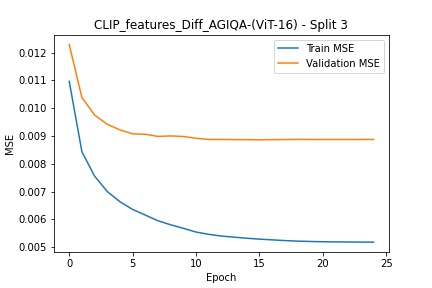 CLIP_features_Diff_AGIQA-(ViT-16) - Split 3
Train MSE
Validation MSE
0.012
0.011
0.010
0.009
0.008
0.007
0.006
0.005
MSE
0 5 10 15 20 25
Epoch